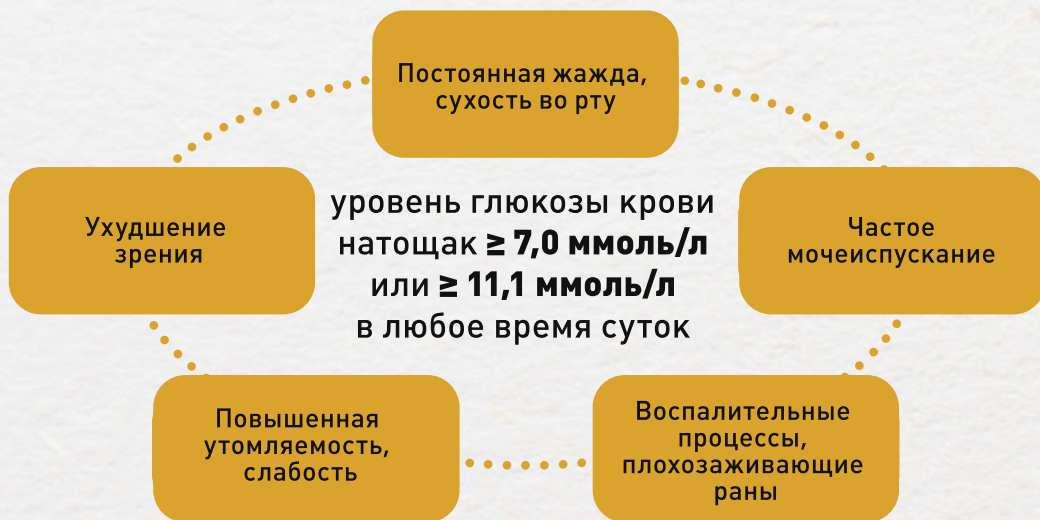 Постоянная жажда,
сухость во рту
Ухудшение
зрения
уровень глюкозы крови
натощак ≥ 7,0 ммоль/л
или ≥ 11,1 ммоль/л
в любое время суток
Частое
мочеиспускание
Повышенная
утомляемость,
слабость
Воспалительные
процессы,
плохозаживающие
раны